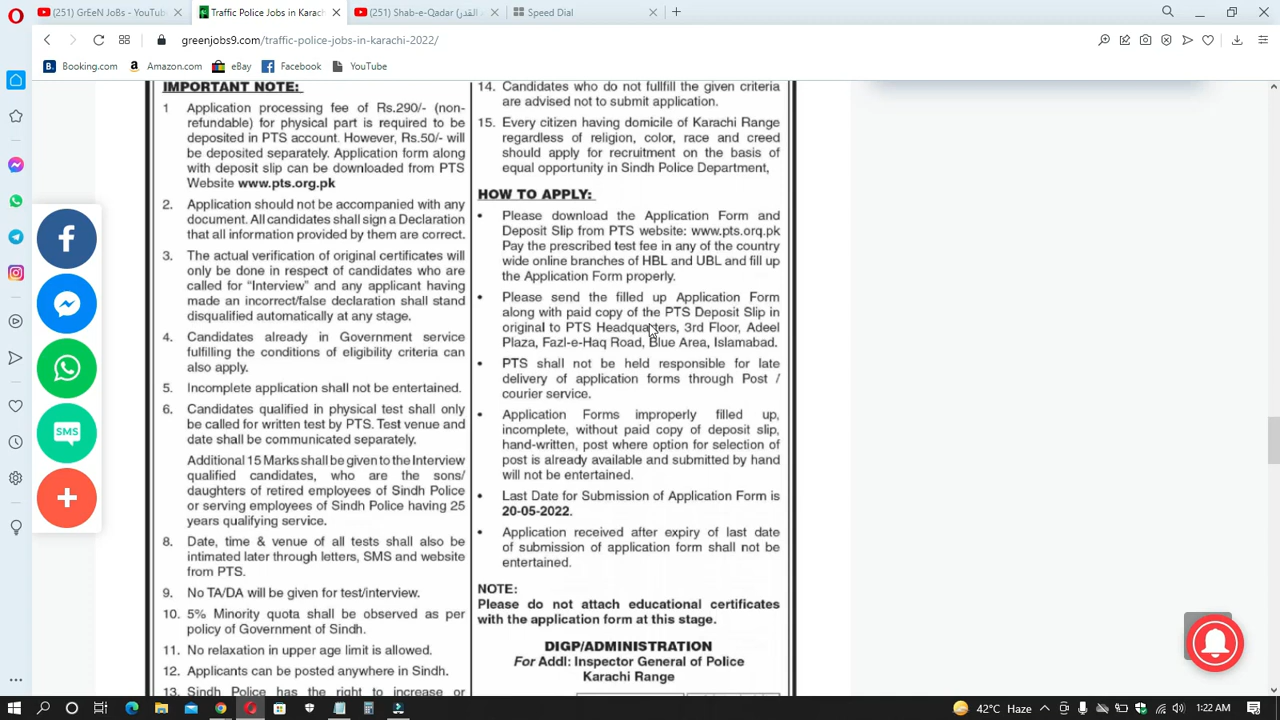 (251) GrEeN JoBs - YouTube
Traffic Police Jobs in Karach
(251) Shab-e-Qadar (القدر
Speed Dial
greenjobs9.com/traffic-police-jobs-in-karachi-2022/
Booking.com
Amazon.com
eBay
Facebook
YouTube
IMPORTANT NOTE:
1 Application processing fee of Rs.290/- (non-
refundable) for physical part is required to be
deposited in PTS account. However, Rs.50/- will
be deposited separately. Application form along
with deposit slip can be downloaded from PTS
Website www.pts.org.pk
2. Application should not be accompanied with any
document. All candidates shall sign a Declaration
that all information provided by them are correct.
3. The actual verification of original certificates will
only be done in respect of candidates who are
called for "Interview" and any applicant having
made an incorrect/false declaration shall stand
disqualified automatically at any stage.
4. Candidates already in Government service
fulfilling the conditions of eligibility criteria can
also apply.
5. Incomplete application shall not be entertained.
6. Candidates qualified in physical test shall only
be called for written test by PTS. Test venue and
date shall be communicated separately.
Additional 15 Marks shall be given to the Interview
qualified candidates, who are the sons/
daughters of retired employees of Sindh Police
or serving employees of Sindh Police having 25
years qualifying service.
8. Date, time & venue of all tests shall also be
intimated later through letters, SMS and website
from PTS.
9. No TA/DA will be given for test/interview.
10. 5% Minority quota shall be observed as per
policy of Government of Sindh.
11. No relaxation in upper age limit is allowed.
12. Applicants can be posted anywhere in Sindh.
13. Sindh Police has the right to increase or
14. Candidates who do not fullfill the given criteria
are advised not to submit application.
15. Every citizen having domicile of Karachi Range
regardless of religion, color, race and creed
should apply for recruitment on the basis of
equal opportunity in Sindh Police Department,
HOW TO APPLY:
• Please download the Application Form and
Deposit Slip from PTS website: www.pts.orq.pk
Pay the prescribed test fee in any of the country
wide online branches of HBL and UBL and fill up
the Application Form properly.
• Please send the filled up Application Form
along with paid copy of the PTS Deposit Slip in
original to PTS Headquarters, 3rd Floor, Adeel
Plaza, Fazl-e-Haq Road, Blue Area, Islamabad.
• PTS shall not be held responsible for late
delivery of application forms through Post /
courier service.
• Application Forms improperly filled up,
incomplete, without paid copy of deposit slip,
hand-written, post where option for selection of
post is already available and submitted by hand
will not be entertained.
• Last Date for Submission of Application Form is
20-05-2022.
• Application received after expiry of last date
of submission of application form shall not be
entertained.
NOTE:
Please do not attach educational certificates
with the application form at this stage.
DIGP/ADMINISTRATION
For Addl: Inspector General of Police
Karachi Range
SMS
42°C Haze
1:22 AM